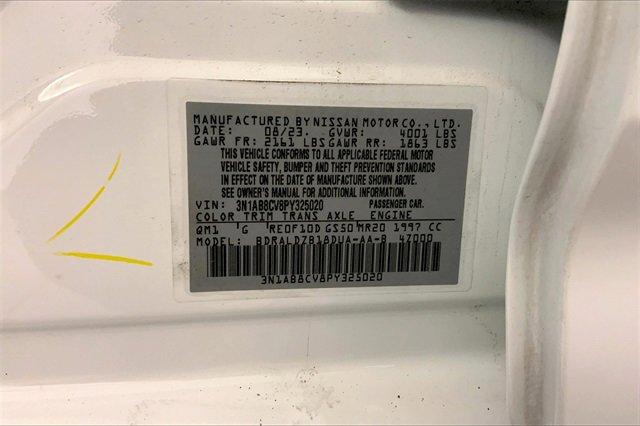 MANUFACTURED BY NISSAN MOTOR CO., LTD.
DATE: 08/23. GVWR: 4001 LBS
GAWR FR: 2161 LBS GAWR RR: 1863 LBS
THIS VEHICLE CONFORMS TO ALL APPLICABLE FEDERAL MOTOR
VEHICLE SAFETY, BUMPER AND THEFT PREVENTION STANDARDS
IN EFFECT ON THE DATE OF MANUFACTURE SHOWN ABOVE.
SEE OWNER'S MANUAL FOR ADDITIONAL INFORMATION.
VIN: 3N1AB8CV8PY325020 PASSENGER CAR.
COLOR TRIM TRANS AXLE ENGINE
QM1 'G RE0F10D GS50 MR20 1997 CC
MODEL: BDRALDZB18DUA-AA-B 4Z000
3N1AB8CV8PY325020